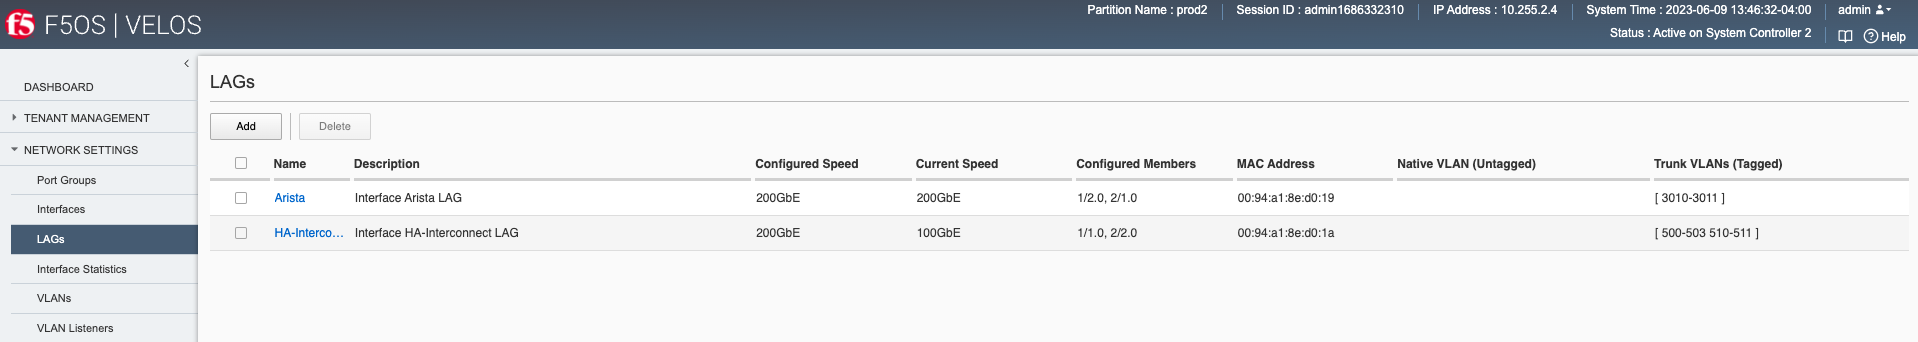 Partition Name : prod2 Session ID : admin1686332310 IP Address : 10.255.2.4 System Time : 2023-06-09 13:46:32-04:00 admin
f5 F5OS | VELOS
Status : Active on System Controller 2 Help
DASHBOARD
TENANT MANAGEMENT
NETWORK SETTINGS
Port Groups
Interfaces
LAGs
Interface Statistics
VLANs
VLAN Listeners
LAGs
Add Delete
Name Description Configured Speed Current Speed Configured Members MAC Address Native VLAN (Untagged) Trunk VLANs (Tagged)
Arista Interface Arista LAG 200GbE 200GbE 1/2.0, 2/1.0 00:94:a1:8e:d0:19 [ 3010-3011 ]
HA-Interco... Interface HA-Interconnect LAG 200GbE 100GbE 1/1.0, 2/2.0 00:94:a1:8e:d0:1a [ 500-503 510-511 ]